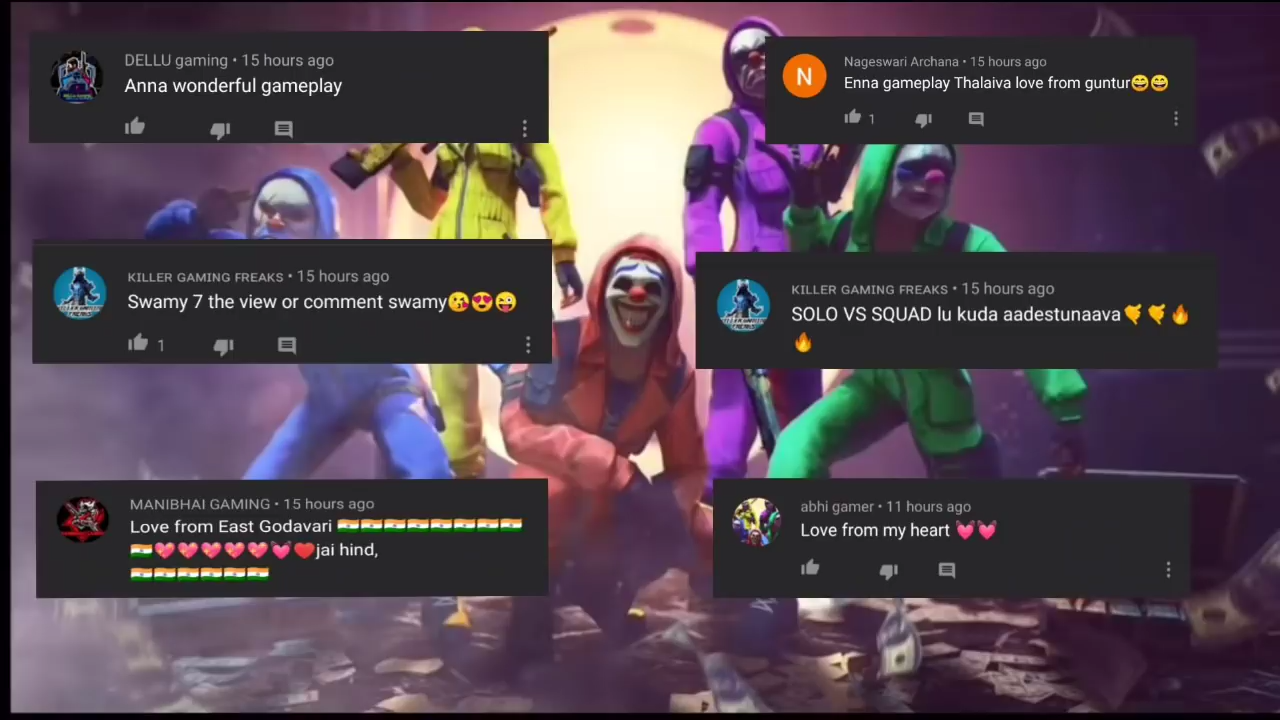 DELLU gaming • 15 hours ago
Anna wonderful gameplay
N
Nageswari Archana • 15 hours ago
Enna gameplay Thalaiva love from guntur😄😄
1
KILLER GAMING FREAKS • 15 hours ago
Swamy 7 the view or comment swamy😘😍😜
1
KILLER GAMING FREAKS • 15 hours ago
SOLO VS SQUAD lu kuda aadestunaava🤙🤙🔥
🔥
MANIBHAI GAMING • 15 hours ago
Love from East Godavari 🇮🇳🇮🇳🇮🇳🇮🇳🇮🇳🇮🇳🇮🇳🇮🇳
🇮🇳💖💖💖💖💓❤️jai hind,
🇮🇳🇮🇳🇮🇳🇮🇳🇮🇳🇮🇳
abhi gamer • 11 hours ago
Love from my heart 💓💓